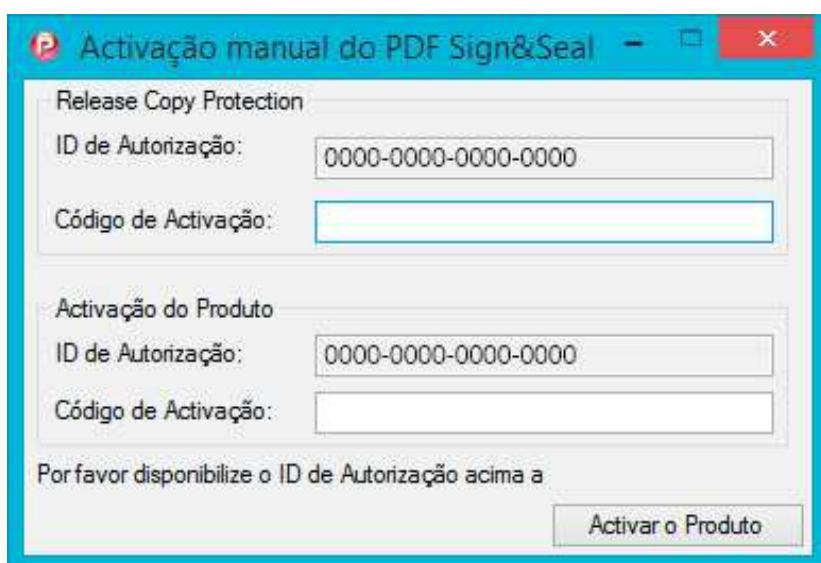 Activação manual do PDF Sign&Seal
Release Copy Protection
ID de Autorização: 0000-0000-0000-0000
Código de Activação:
Activação do Produto
ID de Autorização: 0000-0000-0000-0000
Código de Activação:
Por favor disponibilize o ID de Autorização acima a
Activar o Produto